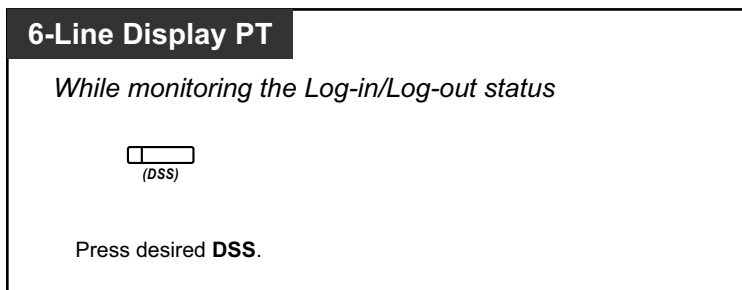 6-Line Display PT
While monitoring the Log-in/Log-out status
(DSS)
Press desired DSS.